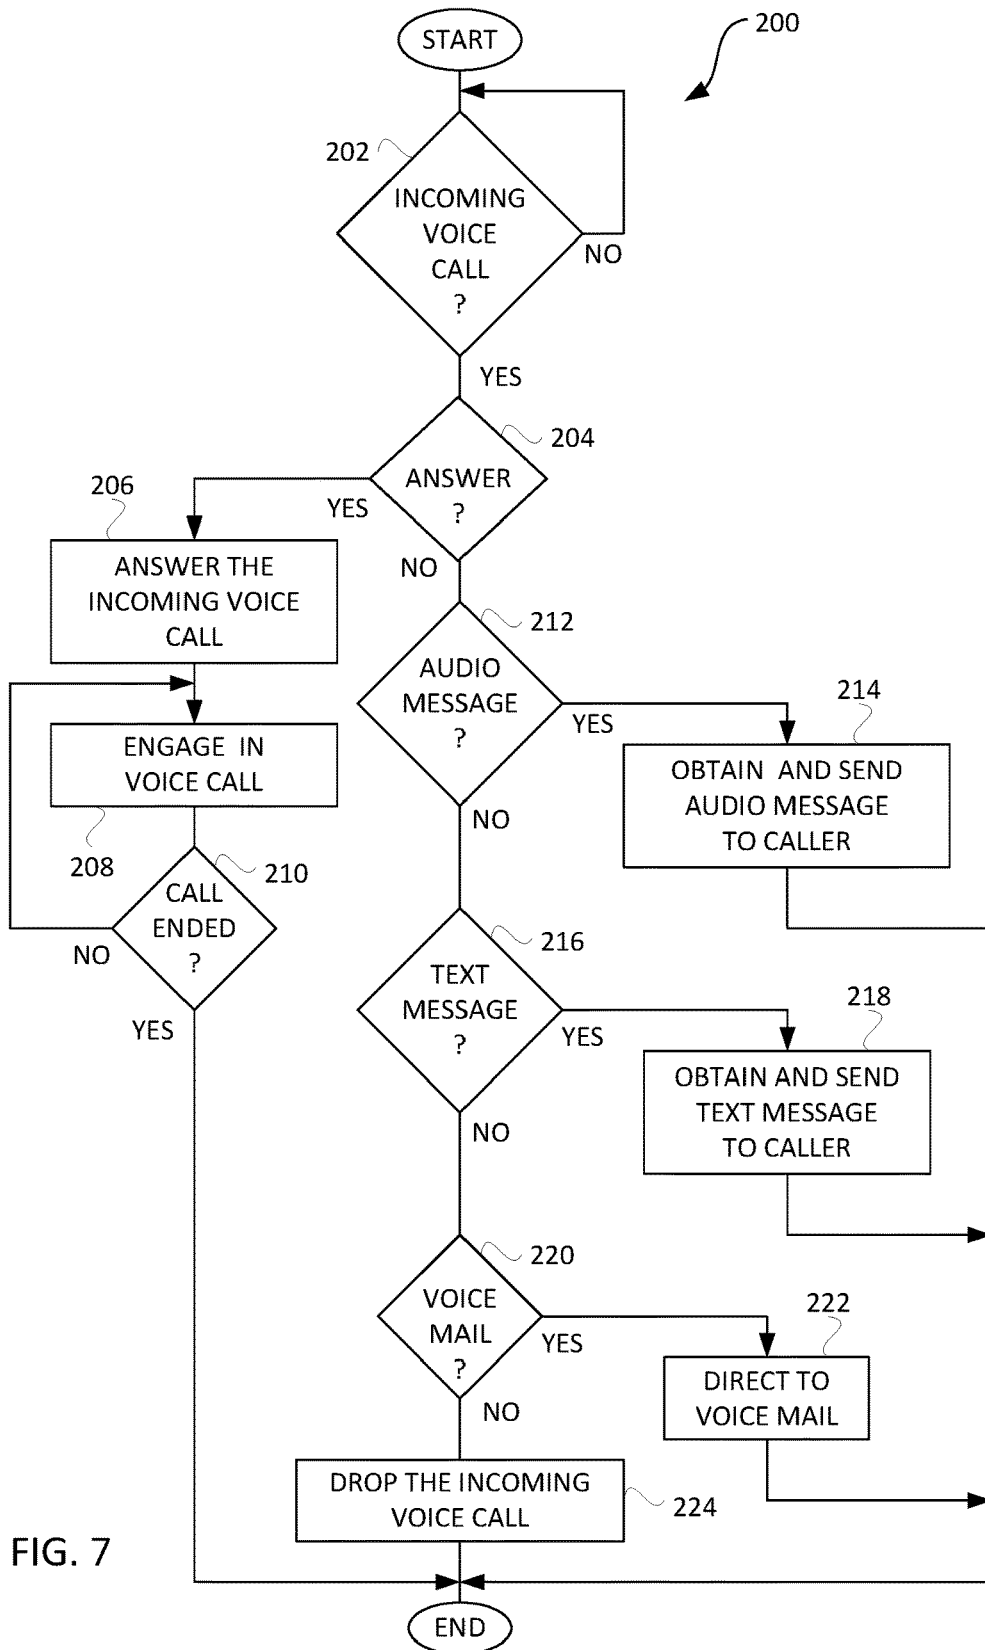 START
200
202
INCOMING
VOICE
CALL
?
NO
YES
204
ANSWER
?
YES
NO
206
ANSWER THE
INCOMING VOICE
CALL
212
AUDIO
MESSAGE
?
YES
NO
214
OBTAIN AND SEND
AUDIO MESSAGE
TO CALLER
ENGAGE IN
VOICE CALL
208
210
CALL
ENDED
?
NO
YES
216
TEXT
MESSAGE
?
YES
NO
218
OBTAIN AND SEND
TEXT MESSAGE
TO CALLER
220
VOICE
MAIL
?
YES
NO
222
DIRECT TO
VOICE MAIL
DROP THE INCOMING
VOICE CALL
224
FIG. 7
END